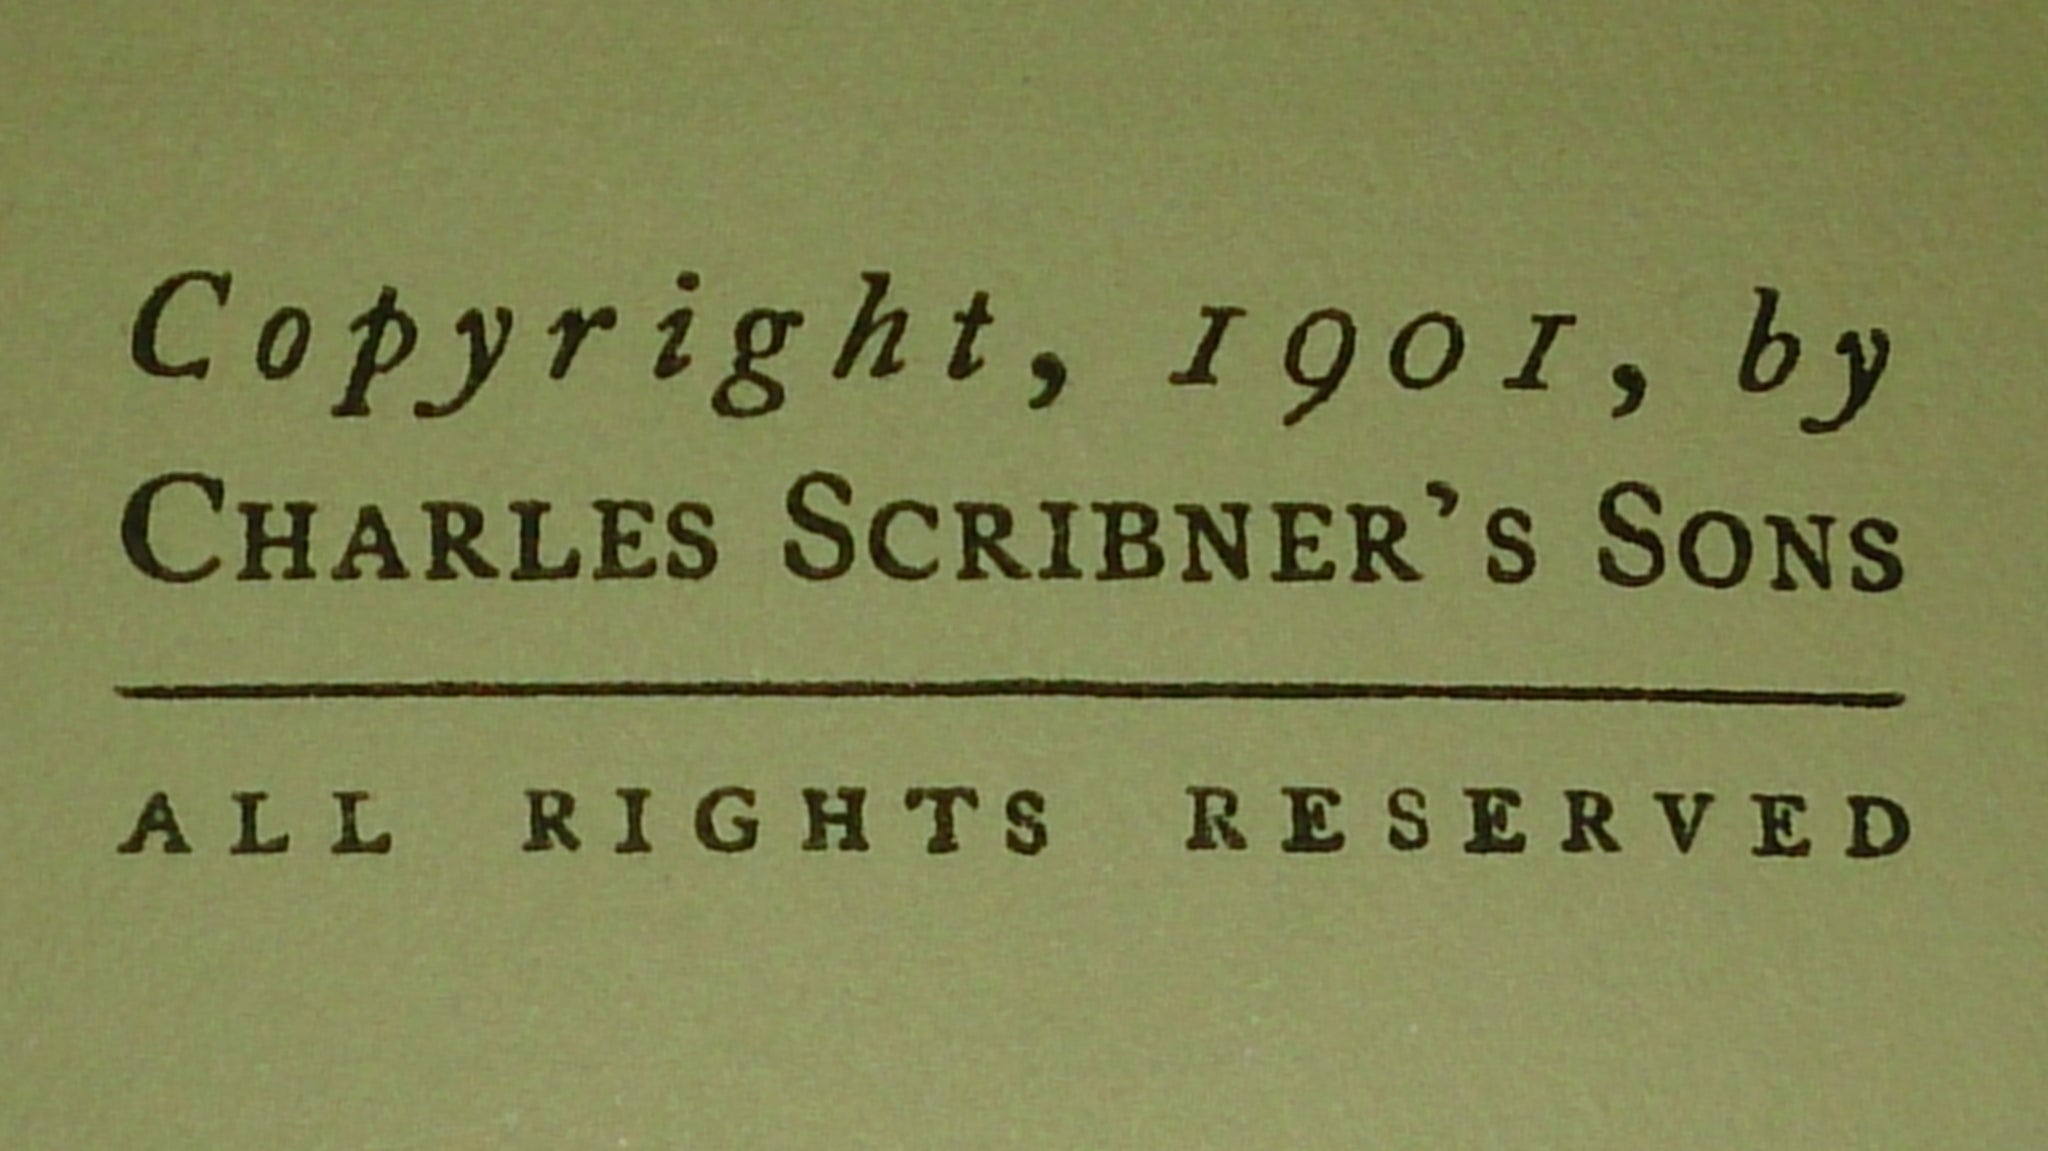 Copyright, 1901, by
CHARLES SCRIBNER'S SONS
ALL RIGHTS RESERVED